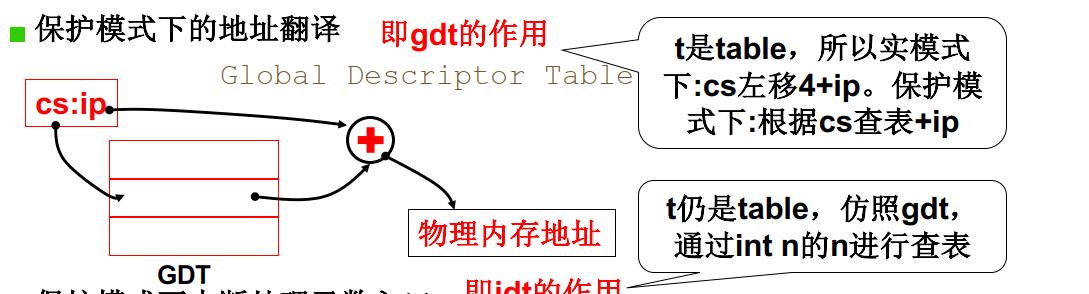 保护模式下的地址翻译 即gdt的作用
Global Descriptor Table
t是table，所以实模式
下:cs左移4+ip。保护模
式下:根据cs查表+ip
cs:ip
物理内存地址
GDT
t仍是table，仿照gdt，
通过int n的n进行查表
即idt的作用